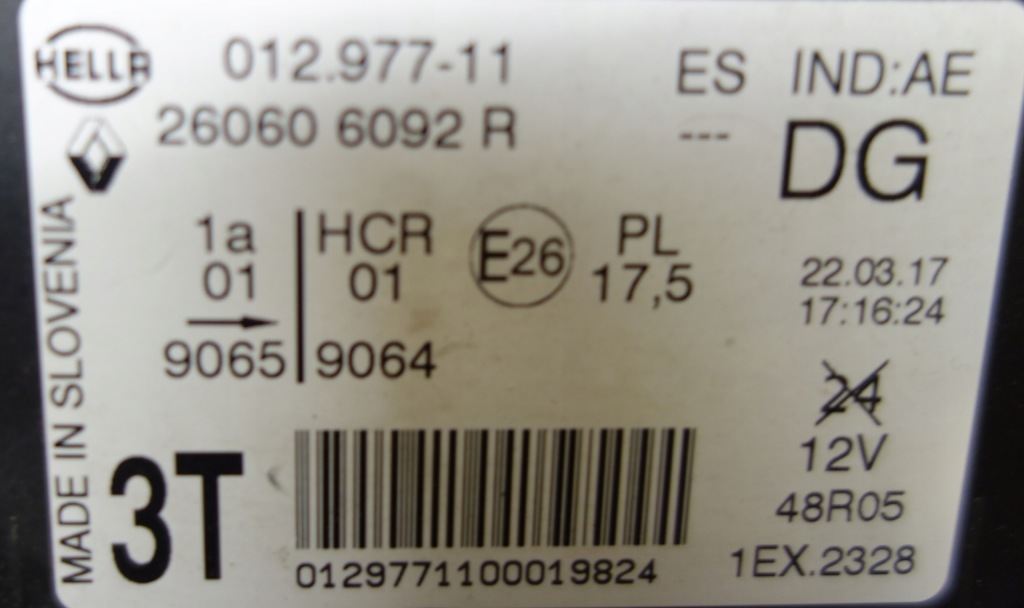 HELLA 012.977-11 ES IND:AE
26060 6092 R --- DG
MADE IN SLOVENIA
1a HCR E26 PL
01 01 17,5
22.03.17
17:16:24
9065 9064
24
12V
3T
48R05
0129771100019824
1EX.2328